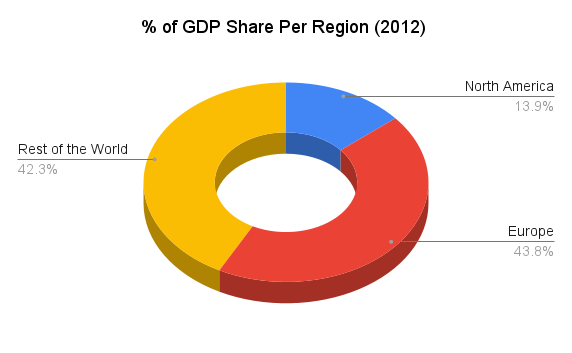 % of GDP Share Per Region (2012)
North America
13.9%
Rest of the World
42.3%
Europe
43.8%